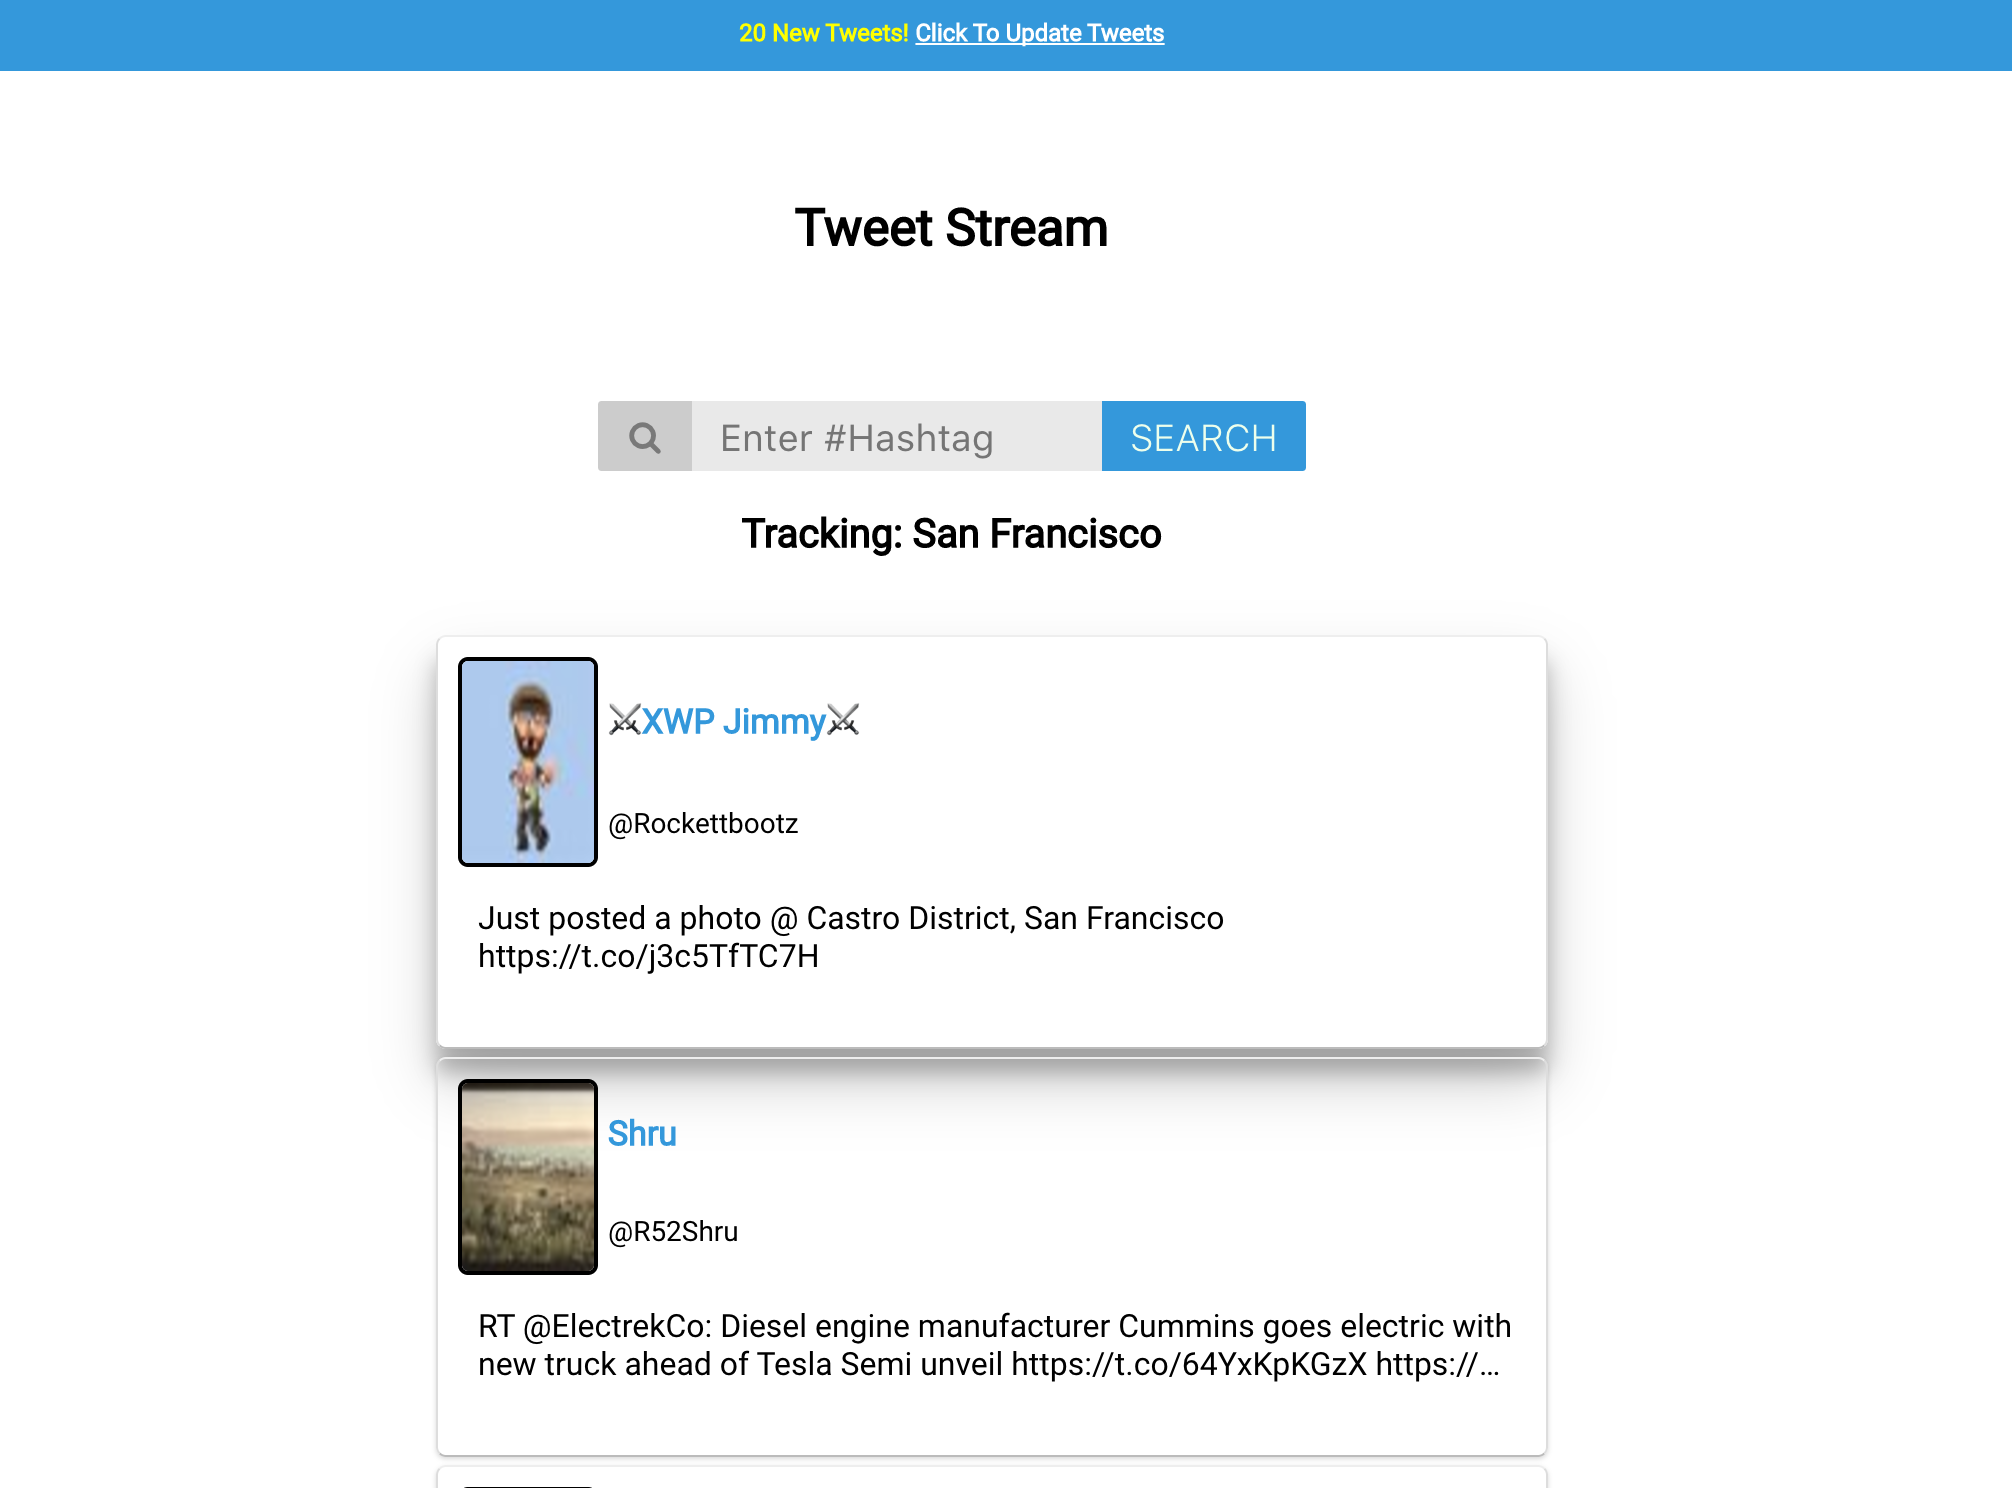 20 New Tweets! Click To Update Tweets
Tweet Stream
Enter #Hashtag
SEARCH
Tracking: San Francisco
⚔XWP Jimmy⚔
@Rockettbootz
Just posted a photo @ Castro District, San Francisco
https://t.co/j3c5TfTC7H
Shru
@R52Shru
RT @ElectrekCo: Diesel engine manufacturer Cummins goes electric with
new truck ahead of Tesla Semi unveil https://t.co/64YxKpKGzX https://…